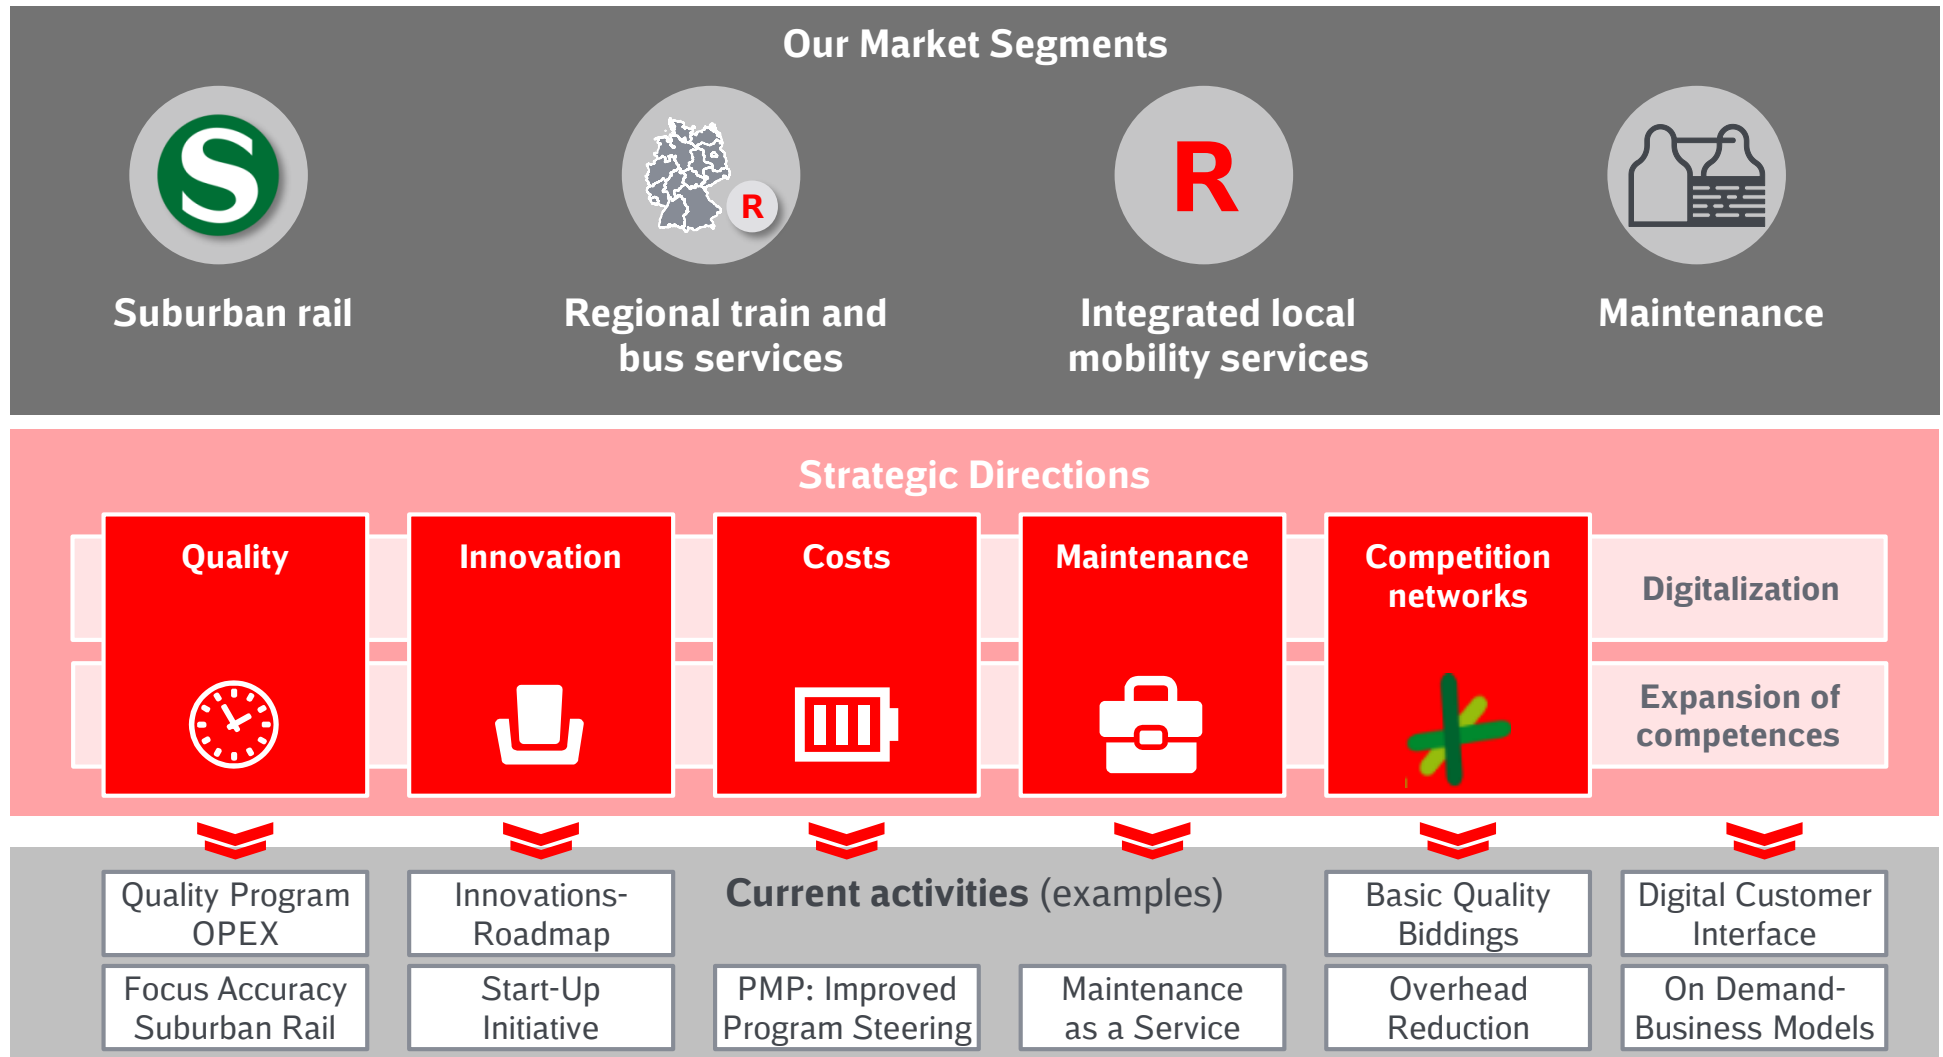 Our Market Segments
S
R
R
Suburban rail
Regional train and
bus services
Integrated local
mobility services
Maintenance
Strategic Directions
Quality
Innovation
Costs
Maintenance
Competition
networks
Digitalization
Expansion of
competences
Current activities (examples)
Quality Program
OPEX
Innovations-
Roadmap
Basic Quality
Biddings
Digital Customer
Interface
Focus Accuracy
Suburban Rail
Start-Up
Initiative
PMP: Improved
Program Steering
Maintenance
as a Service
Overhead
Reduction
On Demand-
Business Models